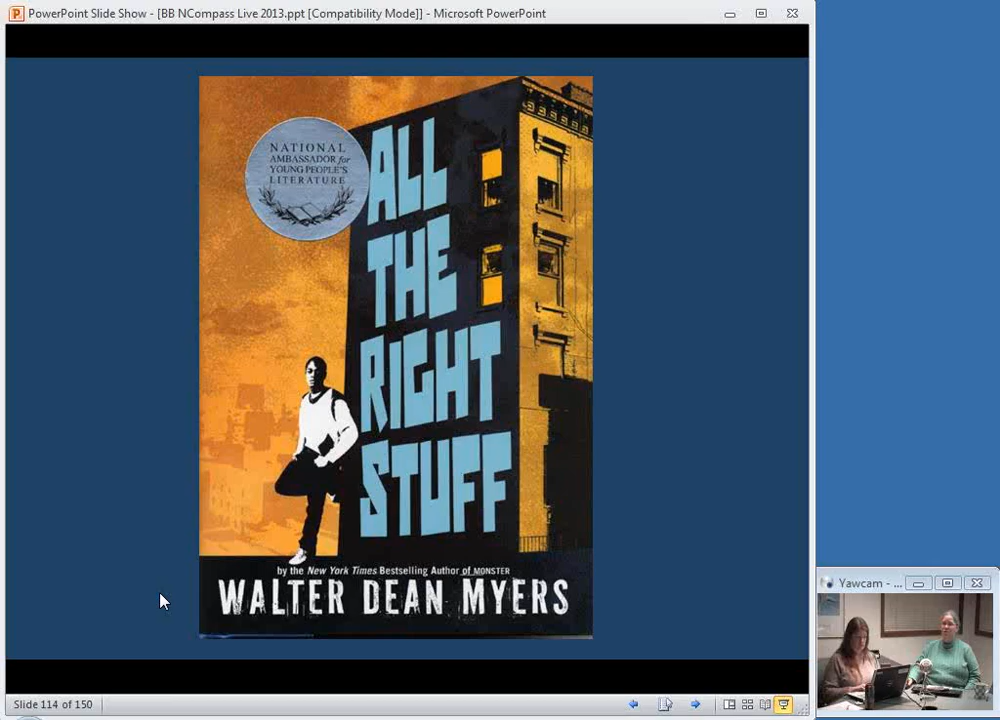 PowerPoint Slide Show - [BB NCompass Live 2013.ppt [Compatibility Mode]] - Microsoft PowerPoint
NATIONAL
AMBASSADOR for
YOUNG PEOPLE'S
LITERATURE
ALL
THE
RIGHT
STUFF
by the New York Times Bestselling Author of MONSTER
WALTER DEAN MYERS
Yawcam - ...
Slide 114 of 150